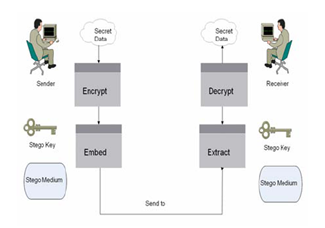 Secret
Data
Secret
Data
Sender
Encrypt
Decrypt
Receiver
Stego Key
Embed
Extract
Stego Key
Stego Medium
Stego Medium
Send to